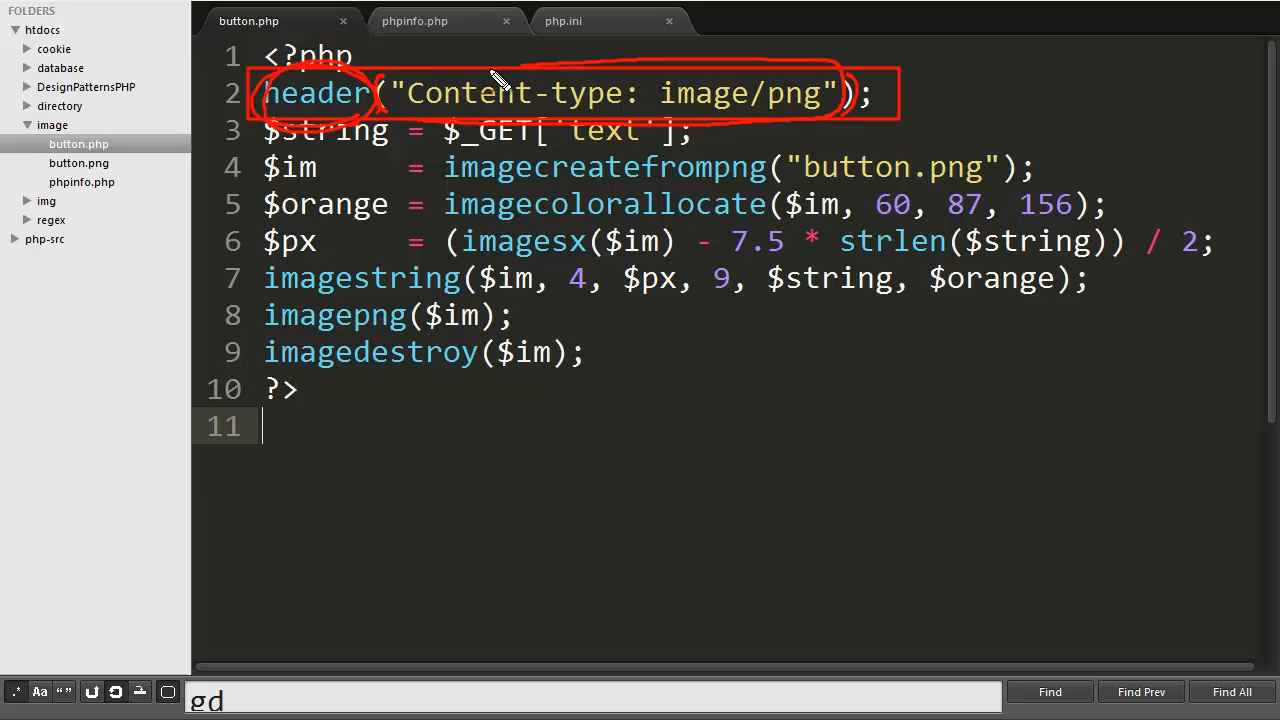 FOLDERS
htdocs
cookie
database
DesignPatternsPHP
directory
image
button.php
button.png
phpinfo.php
img
regex
php-src
button.php × phpinfo.php × php.ini ×
1 <?php
2 header("Content-type: image/png");
3 $string = $_GET['text'];
4 $im = imagecreatefrompng("button.png");
5 $orange = imagecolorallocate($im, 60, 87, 156);
6 $px = (imagesx($im) - 7.5 * strlen($string)) / 2;
7 imagestring($im, 4, $px, 9, $string, $orange);
8 imagepng($im);
9 imagedestroy($im);
10 ?>
11
.* Aa “” gd Find Find Prev Find All